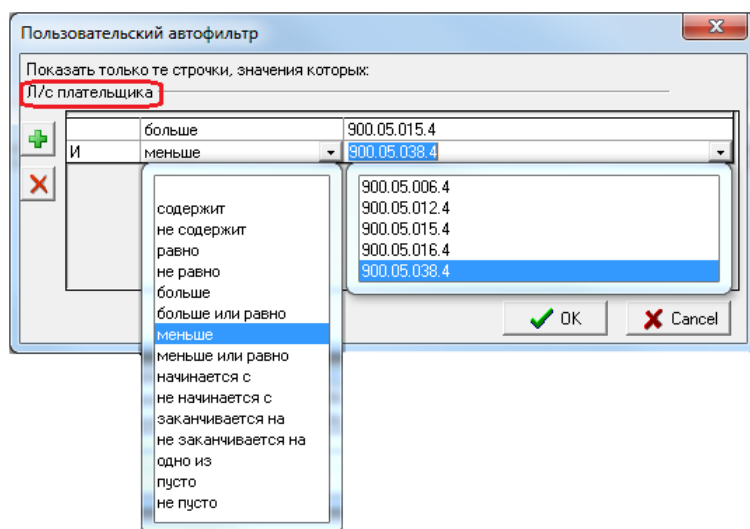 Пользовательский автофильтр
Показать только те строчки, значения которых:
Л/с плательщика
больше 900.05.015.4
И меньше 900.05.038.4
содержит
не содержит
равно
не равно
больше
больше или равно
меньше
меньше или равно
начинается с
не начинается с
заканчивается на
не заканчивается на
одно из
пусто
не пусто
900.05.006.4
900.05.012.4
900.05.015.4
900.05.016.4
900.05.038.4
OK
Cancel